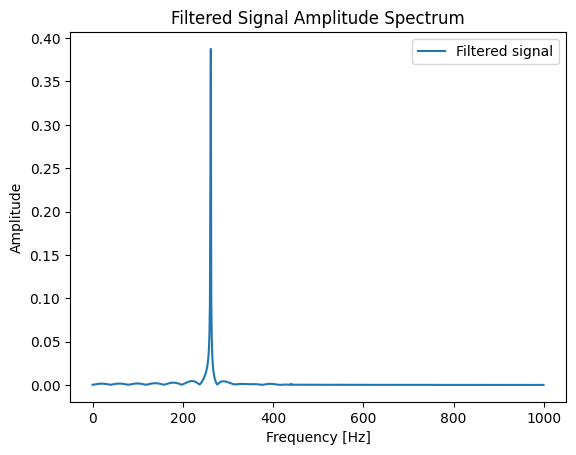 Filtered Signal Amplitude Spectrum
Filtered signal
Amplitude
0.40
0.35
0.30
0.25
0.20
0.15
0.10
0.05
0.00
0 200 400 600 800 1000
Frequency [Hz]